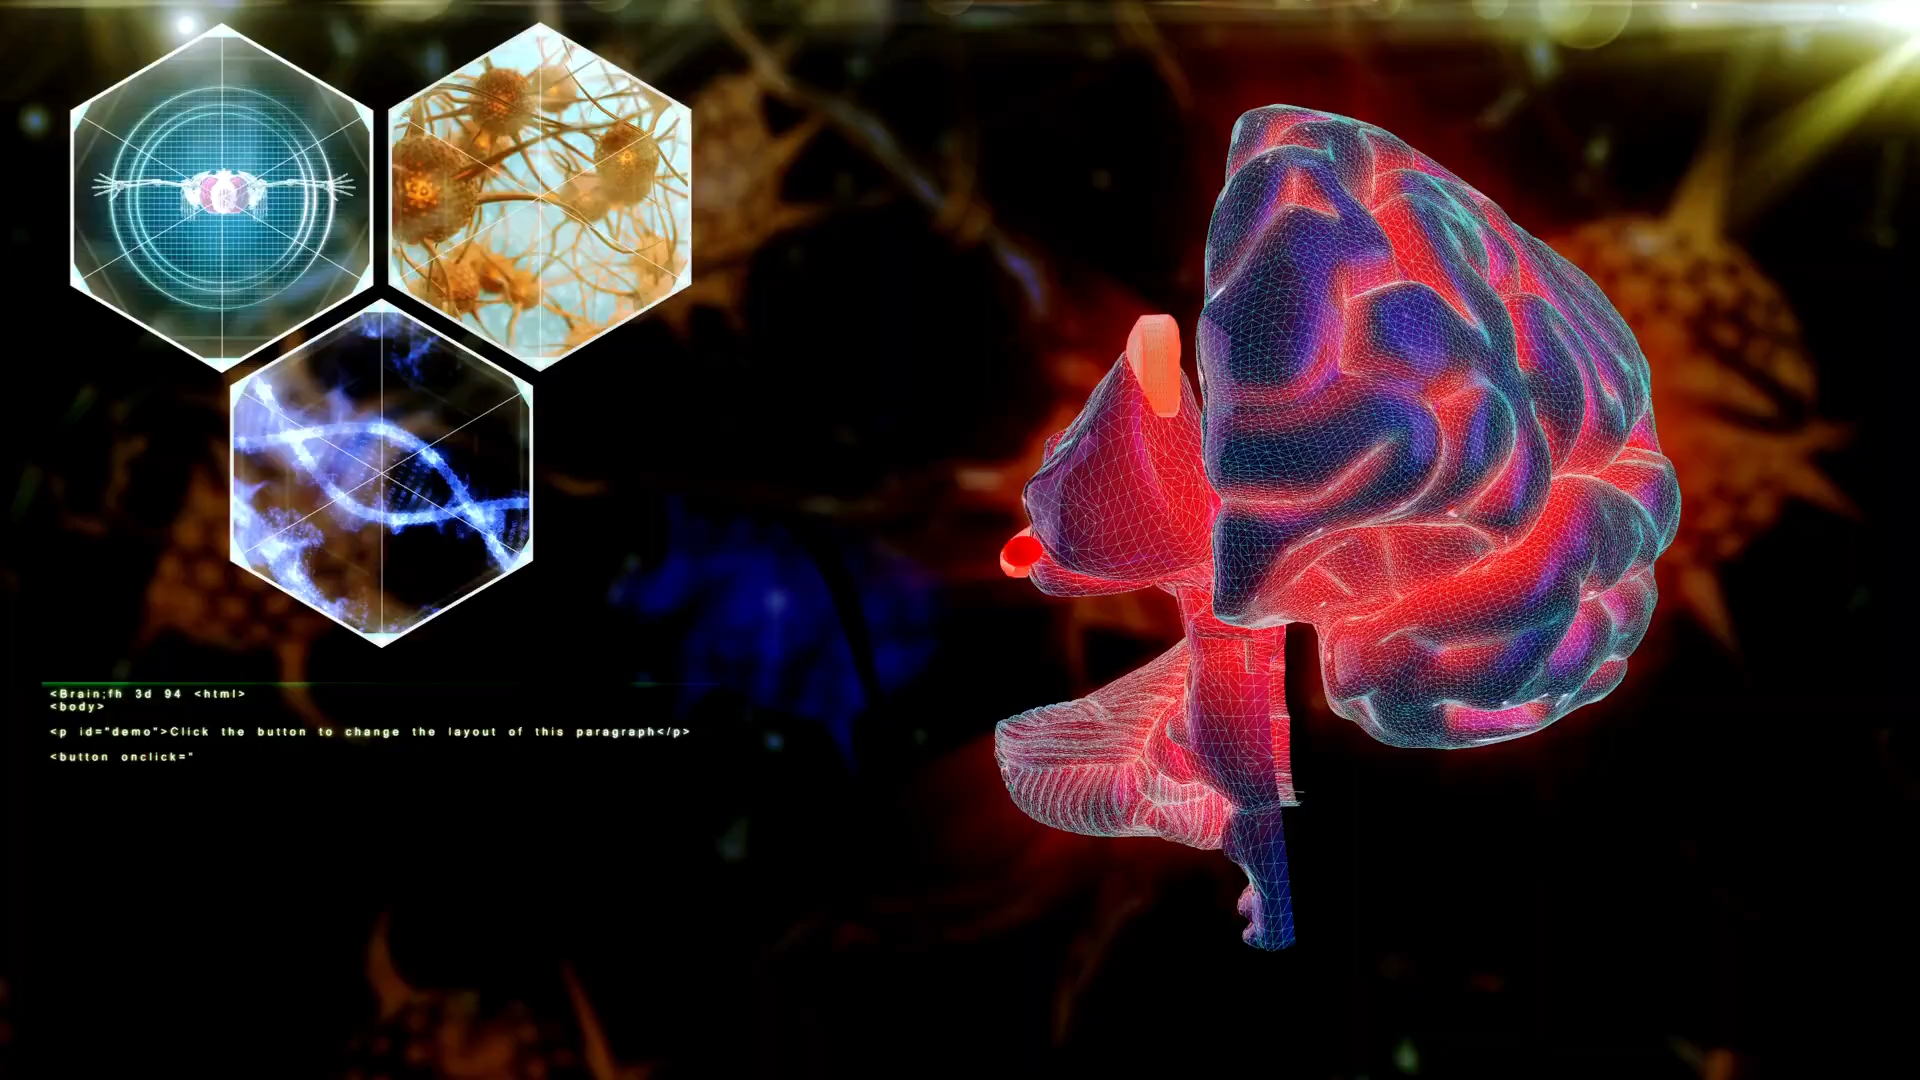 <Brain;fh 3d 94 <html>
<body>
<p id="demo">Click the button to change the layout of this paragraph</p>
<button onclick="